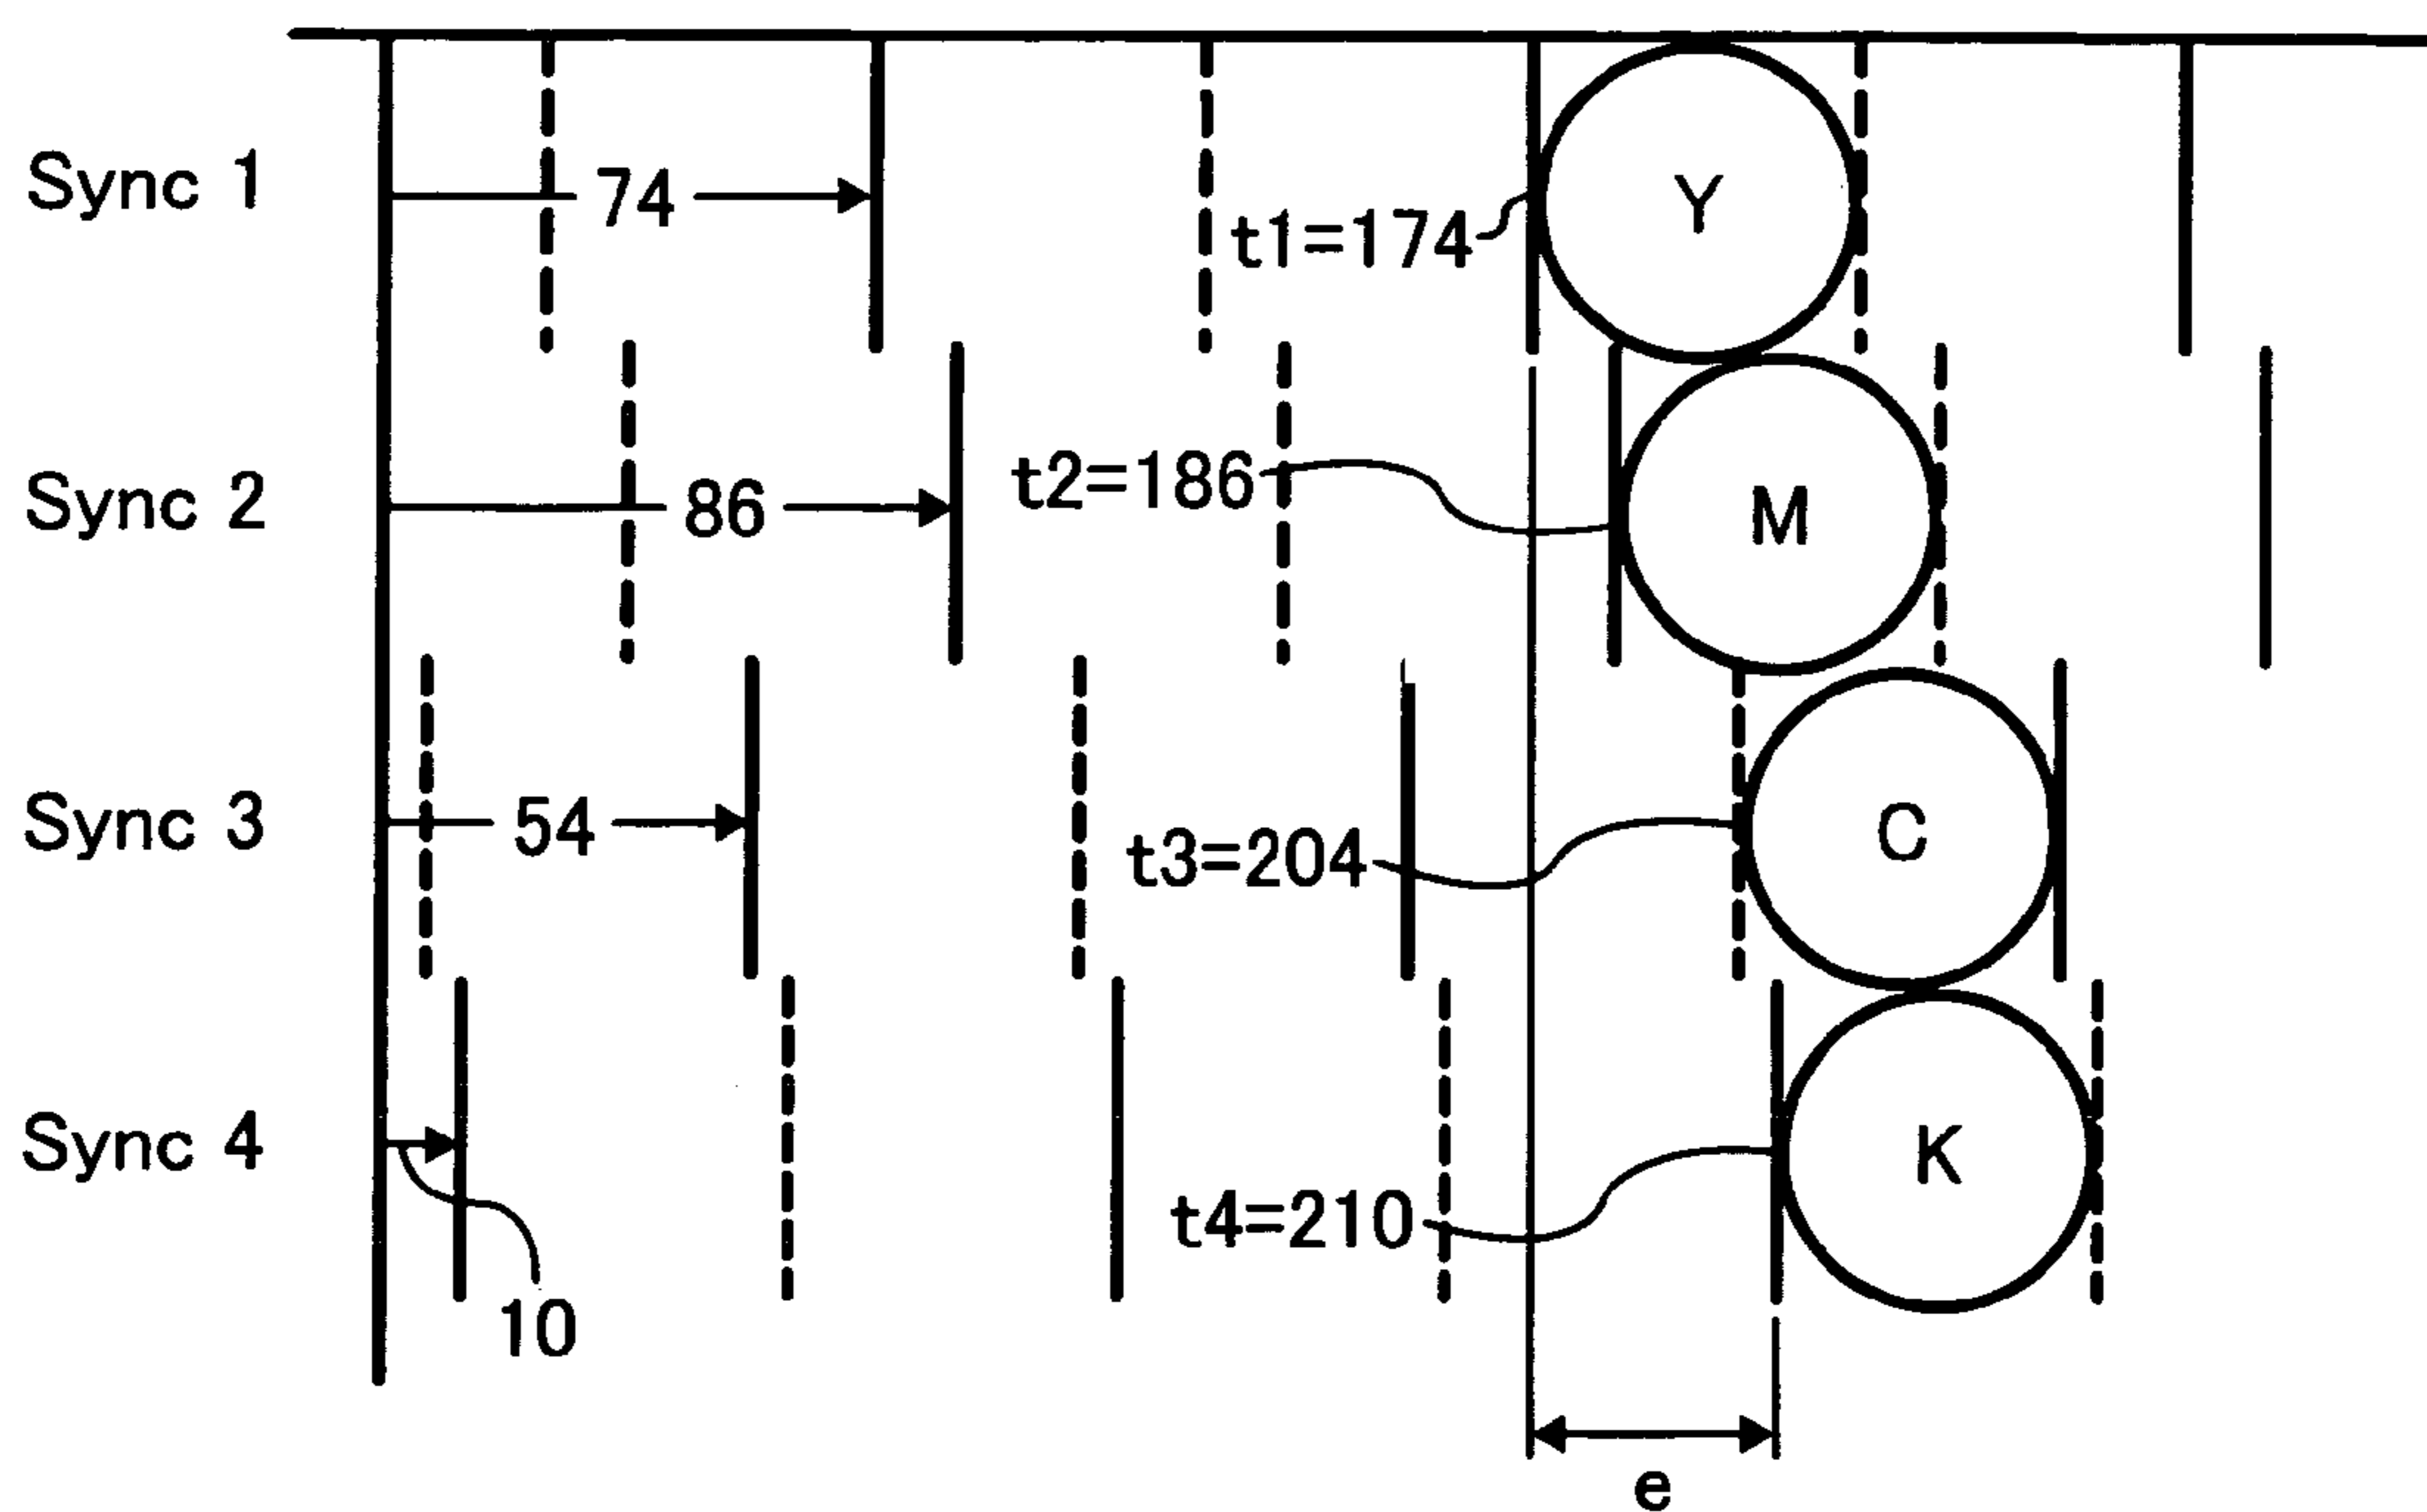 Sync 1
74
t1=174
Y
Sync 2
86
t2=186
M
Sync 3
54
t3=204
C
Sync 4
10
t4=210
K
e